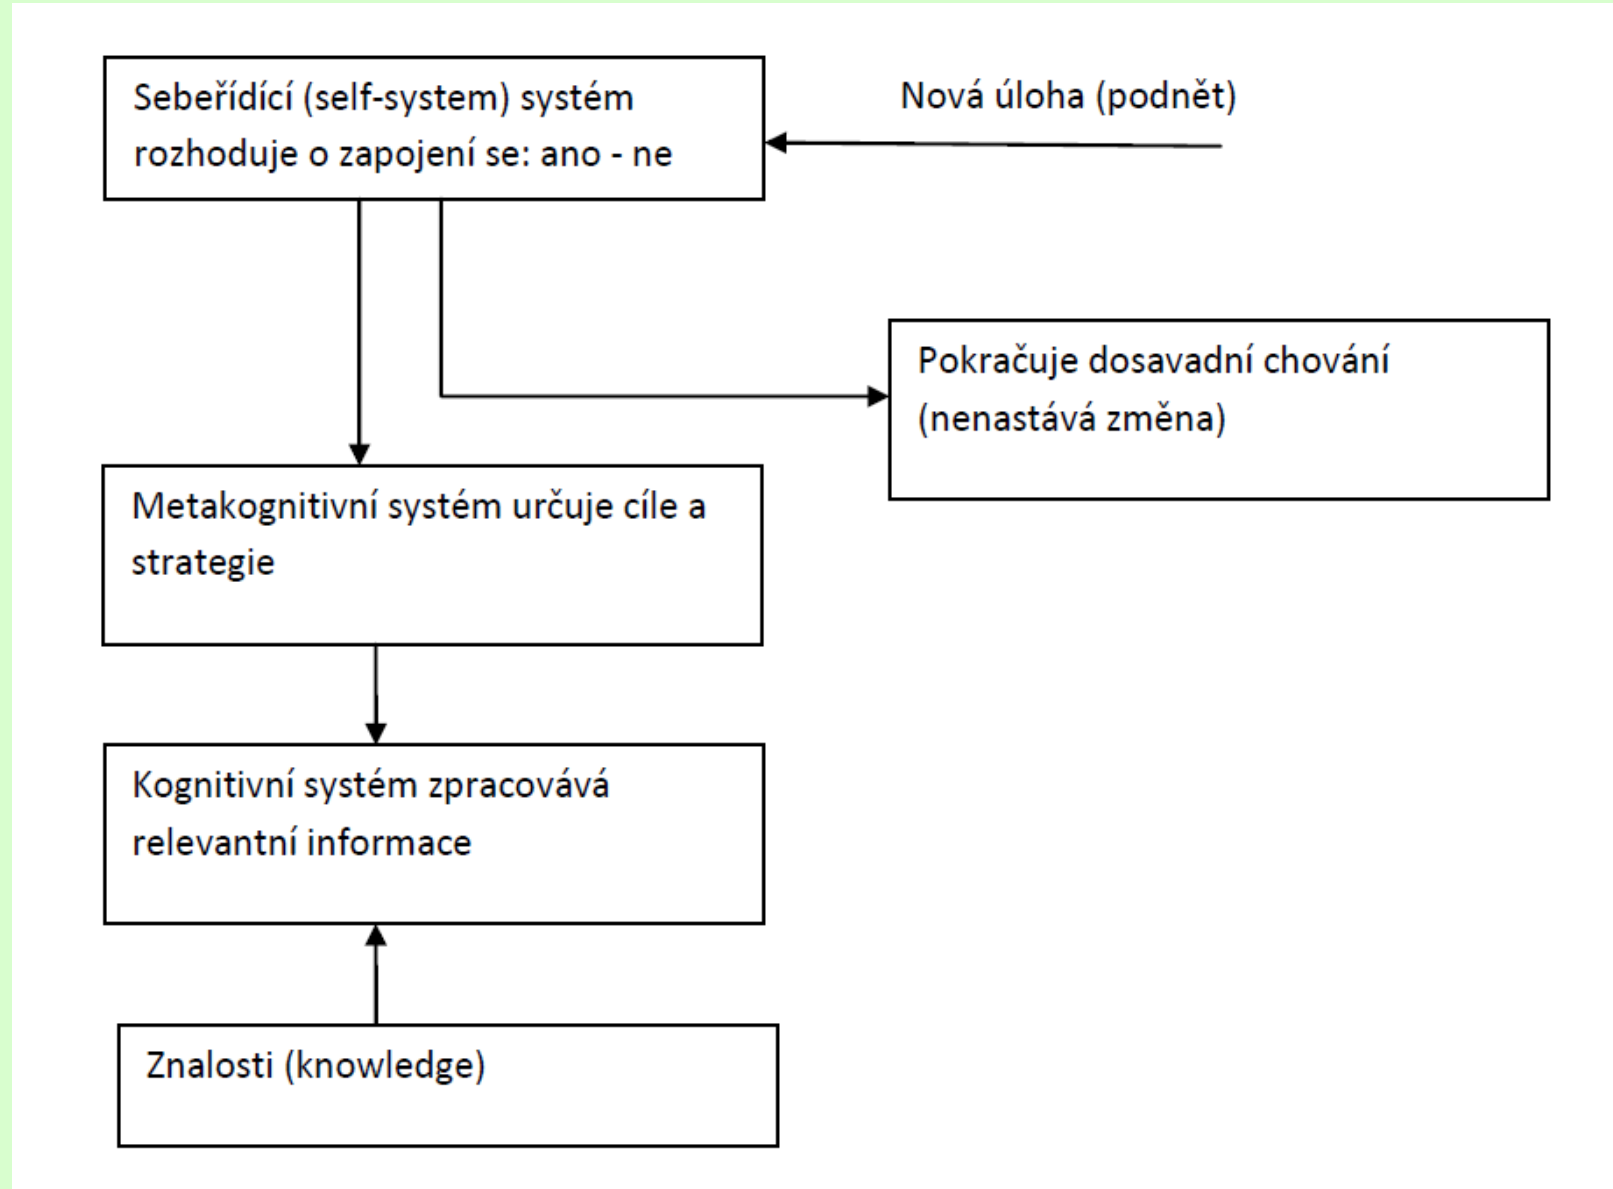 Sebeřídící (self-system) systém
rozhoduje o zapojení se: ano - ne
Nová úloha (podnět)
Pokračuje dosavadní chování
(nenastává změna)
Metakognitivní systém určuje cíle a
strategie
Kognitivní systém zpracovává
relevantní informace
Znalosti (knowledge)